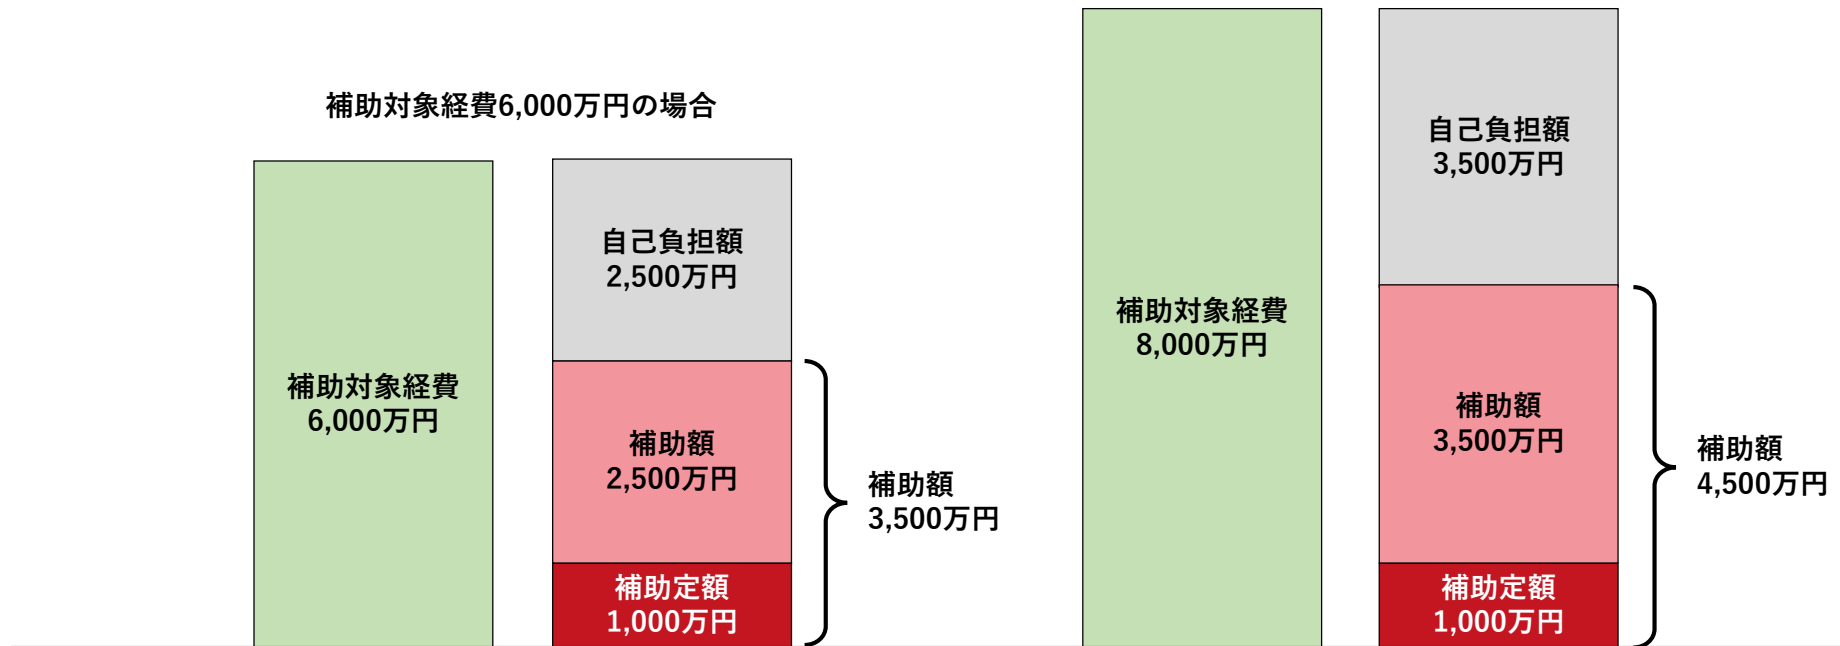 補助対象経費6,000万円の場合
補助対象経費
6,000万円
自己負担額
2,500万円
補助額
2,500万円
補助定額
1,000万円
補助額
3,500万円
補助対象経費
8,000万円
自己負担額
3,500万円
補助額
3,500万円
補助定額
1,000万円
補助額
4,500万円